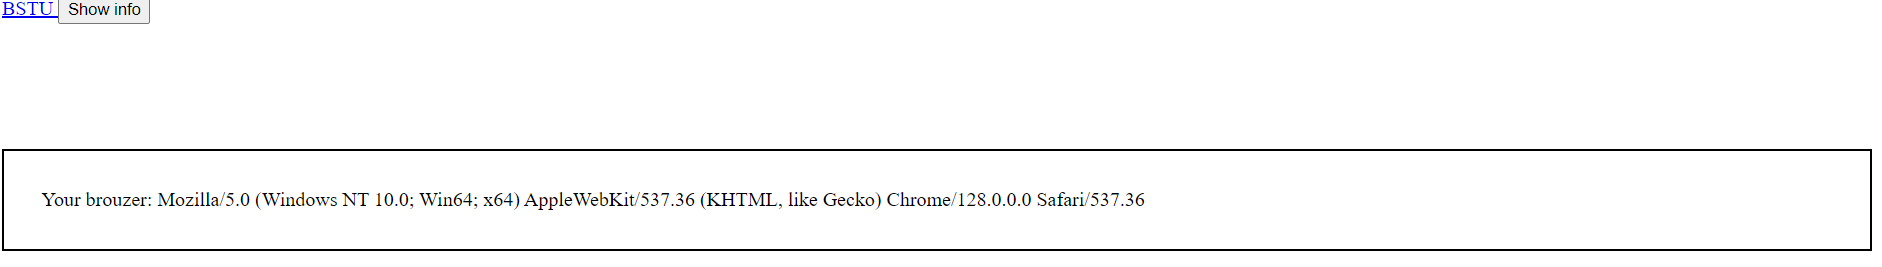 BSTU Show info
Your brouzer: Mozilla/5.0 (Windows NT 10.0; Win64; x64) AppleWebKit/537.36 (KHTML, like Gecko) Chrome/128.0.0.0 Safari/537.36